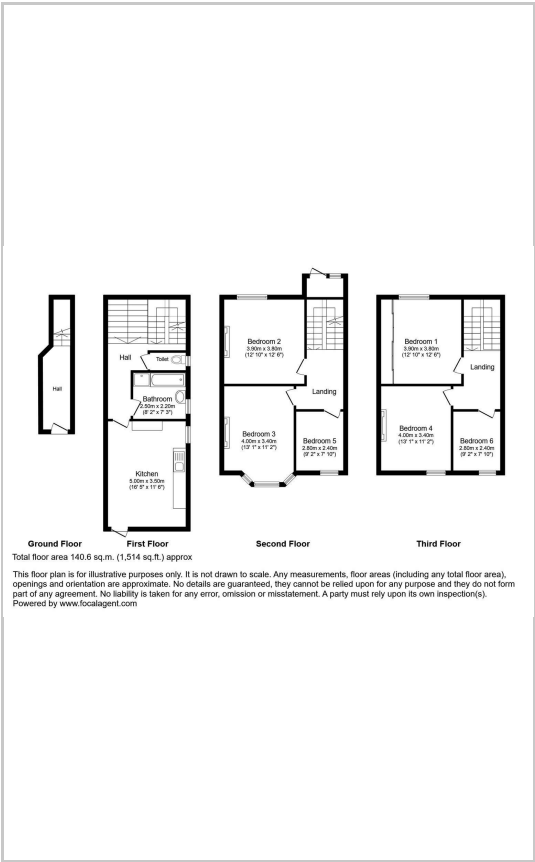 Hall
Hall
Toilet
Bathroom
2.50m x 2.20m
(8' 2" x 7' 3")
Kitchen
5.00m x 3.50m
(16' 5" x 11' 6")
Bedroom 2
3.90m x 3.80m
(12' 10" x 12' 6")
Landing
Bedroom 3
4.00m x 3.40m
(13' 1" x 11' 2")
Bedroom 5
2.80m x 2.40m
(9' 2" x 7' 10")
Bedroom 1
3.90m x 3.80m
(12' 10" x 12' 6")
Landing
Bedroom 4
4.00m x 3.40m
(13' 1" x 11' 2")
Bedroom 6
2.80m x 2.40m
(9' 2" x 7' 10")
Ground Floor
First Floor
Second Floor
Third Floor
Total floor area 140.6 sq.m. (1,514 sq.ft.) approx
This floor plan is for illustrative purposes only. It is not drawn to scale. Any measurements, floor areas (including any total floor area),
openings and orientation are approximate. No details are guaranteed, they cannot be relied upon for any purpose and they do not form
part of any agreement. No liability is taken for any error, omission or misstatement. A party must rely upon its own inspection(s).
Powered by www.focalagent.com